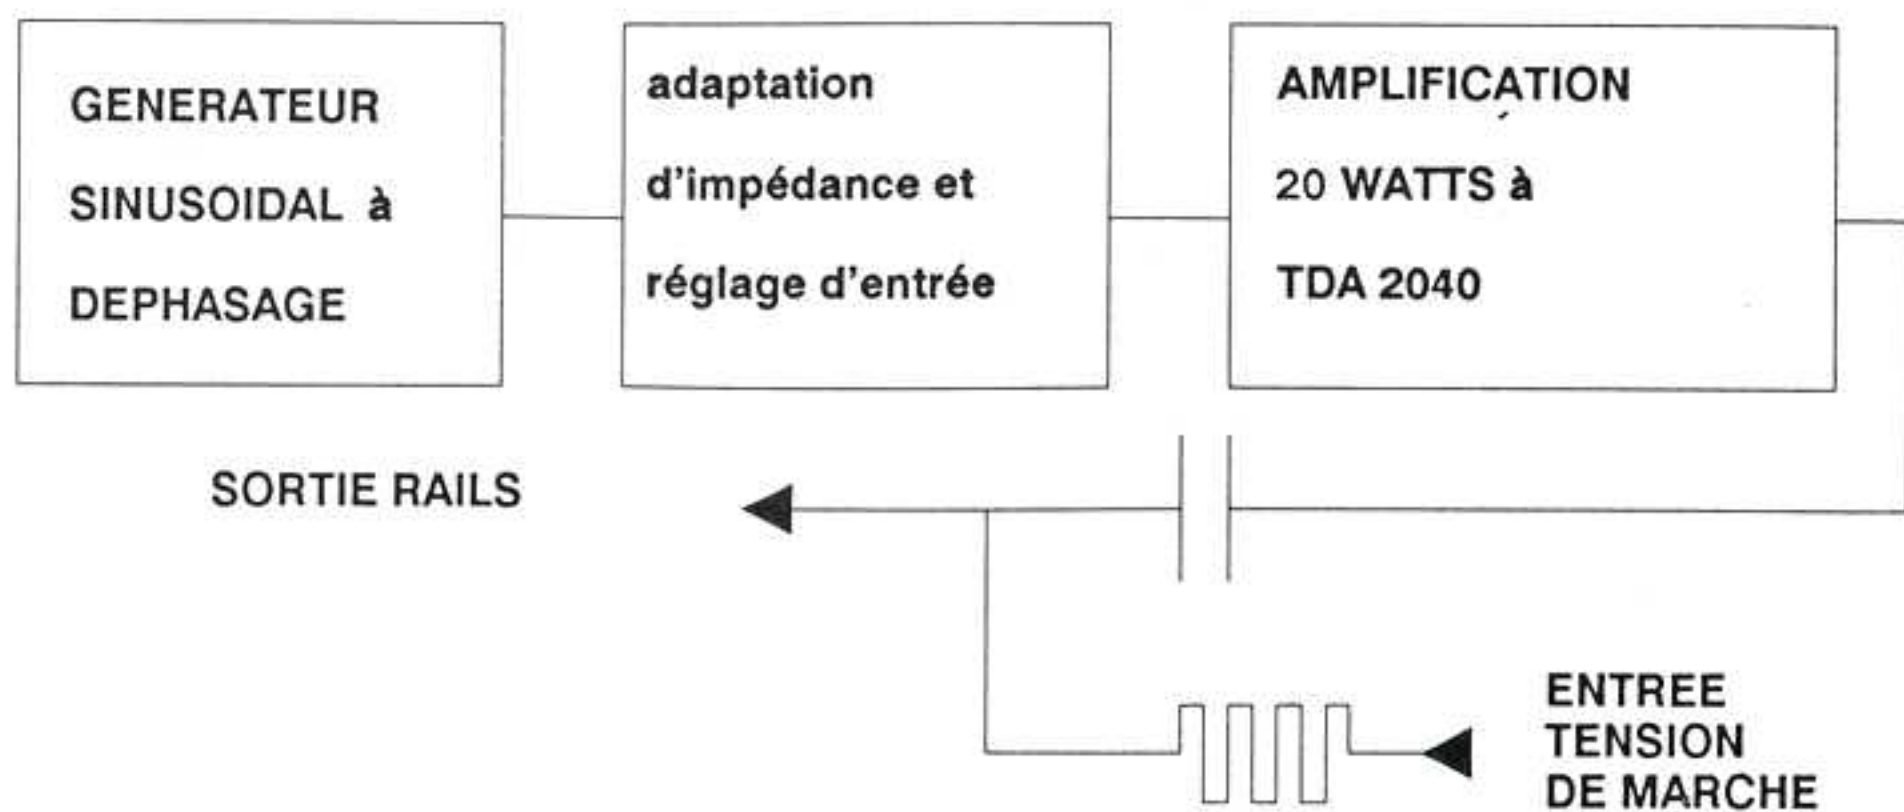 GENERATEUR
SINUSOIDAL à
DEPHASAGE
adaptation
d'impédance et
réglage d'entrée
AMPLIFICATION
20 WATTS à
TDA 2040
SORTIE RAILS
ENTREE
TENSION
DE MARCHE